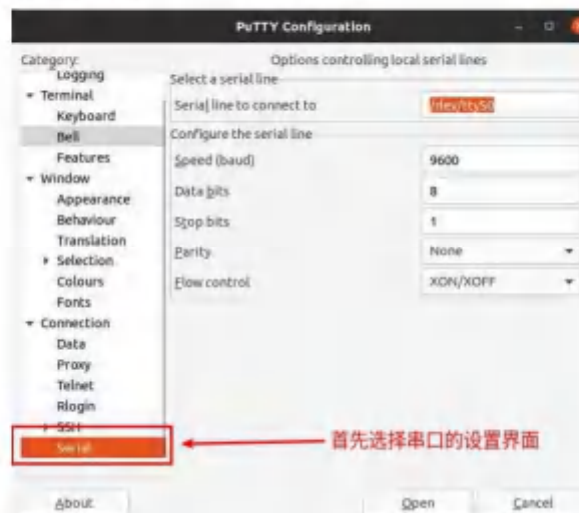 PuTTY Configuration
Category:
Options controlling local serial lines
Logging
Terminal
Keyboard
Bell
Features
Window
Appearance
Behaviour
Translation
Selection
Colours
Fonts
Connection
Data
Proxy
Telnet
Rlogin
SSH
Serial
Select a serial line
Serial line to connect to
/dev/ttyS0
Configure the serial line
Speed (baud)
9600
Data bits
8
Stop bits
1
Parity
None
Flow control
XON/XOFF
首先选择串口的设置界面
About
Open
Cancel